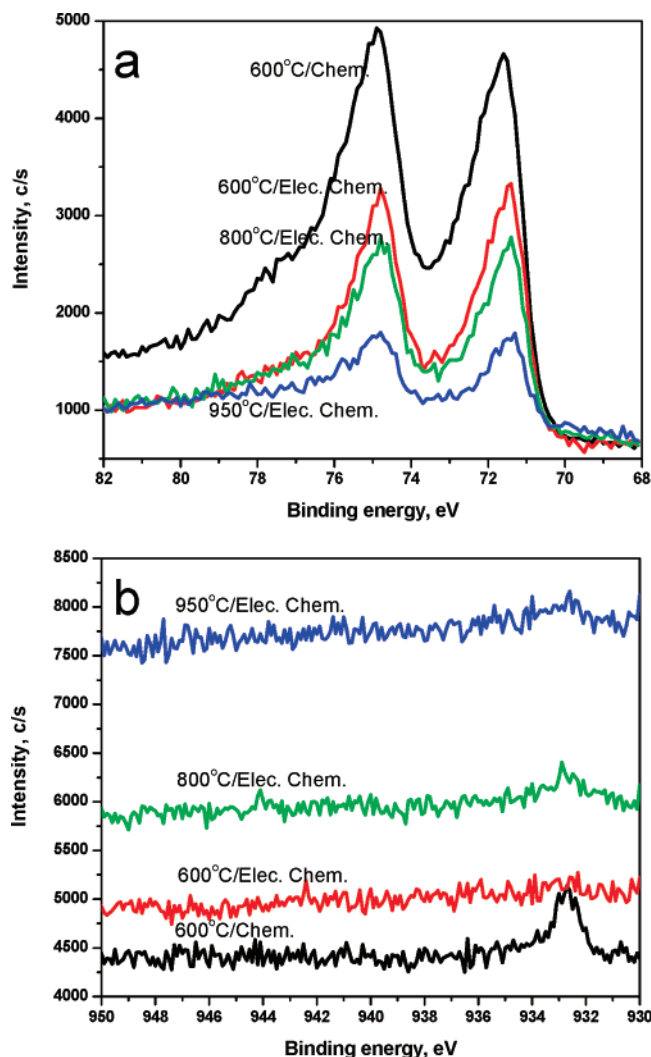 a
600°C/Chem.
600°C/Elec. Chem.
800°C/Elec. Chem.
950°C/Elec. Chem.
Intensity, c/s
5000
4000
3000
2000
1000
82 80 78 76 74 72 70 68
Binding energy, eV
b
950°C/Elec. Chem.
800°C/Elec. Chem.
600°C/Elec. Chem.
600°C/Chem.
Intensity, c/s
8500
8000
7500
7000
6500
6000
5500
5000
4500
4000
950 948 946 944 942 940 938 936 934 932 930
Binding energy, eV